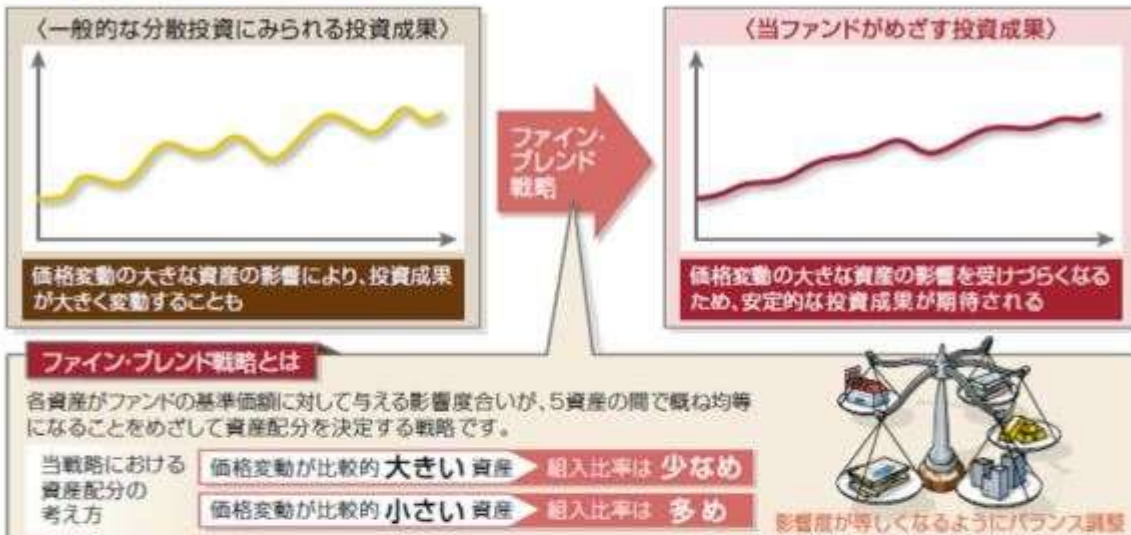 〈一般的な分散投資にみられる投資成果〉
価格変動の大きな資産の影響により、投資成果
が大きく変動することも
ファイン・
ブレンド
戦略
〈当ファンドがめざす投資成果〉
価格変動の大きな資産の影響を受けづらくなる
ため、安定的な投資成果が期待される
ファイン・ブレンド戦略とは
各資産がファンドの基準価額に対して与える影響度合いが、5資産の間で概ね均等
になることをめざして資産配分を決定する戦略です。
当戦略における
資産配分の
考え方
価格変動が比較的 大きい 資産 組入比率は 少なめ
価格変動が比較的 小さい 資産 組入比率は 多め
影響度が等しくなるようにバランス調整